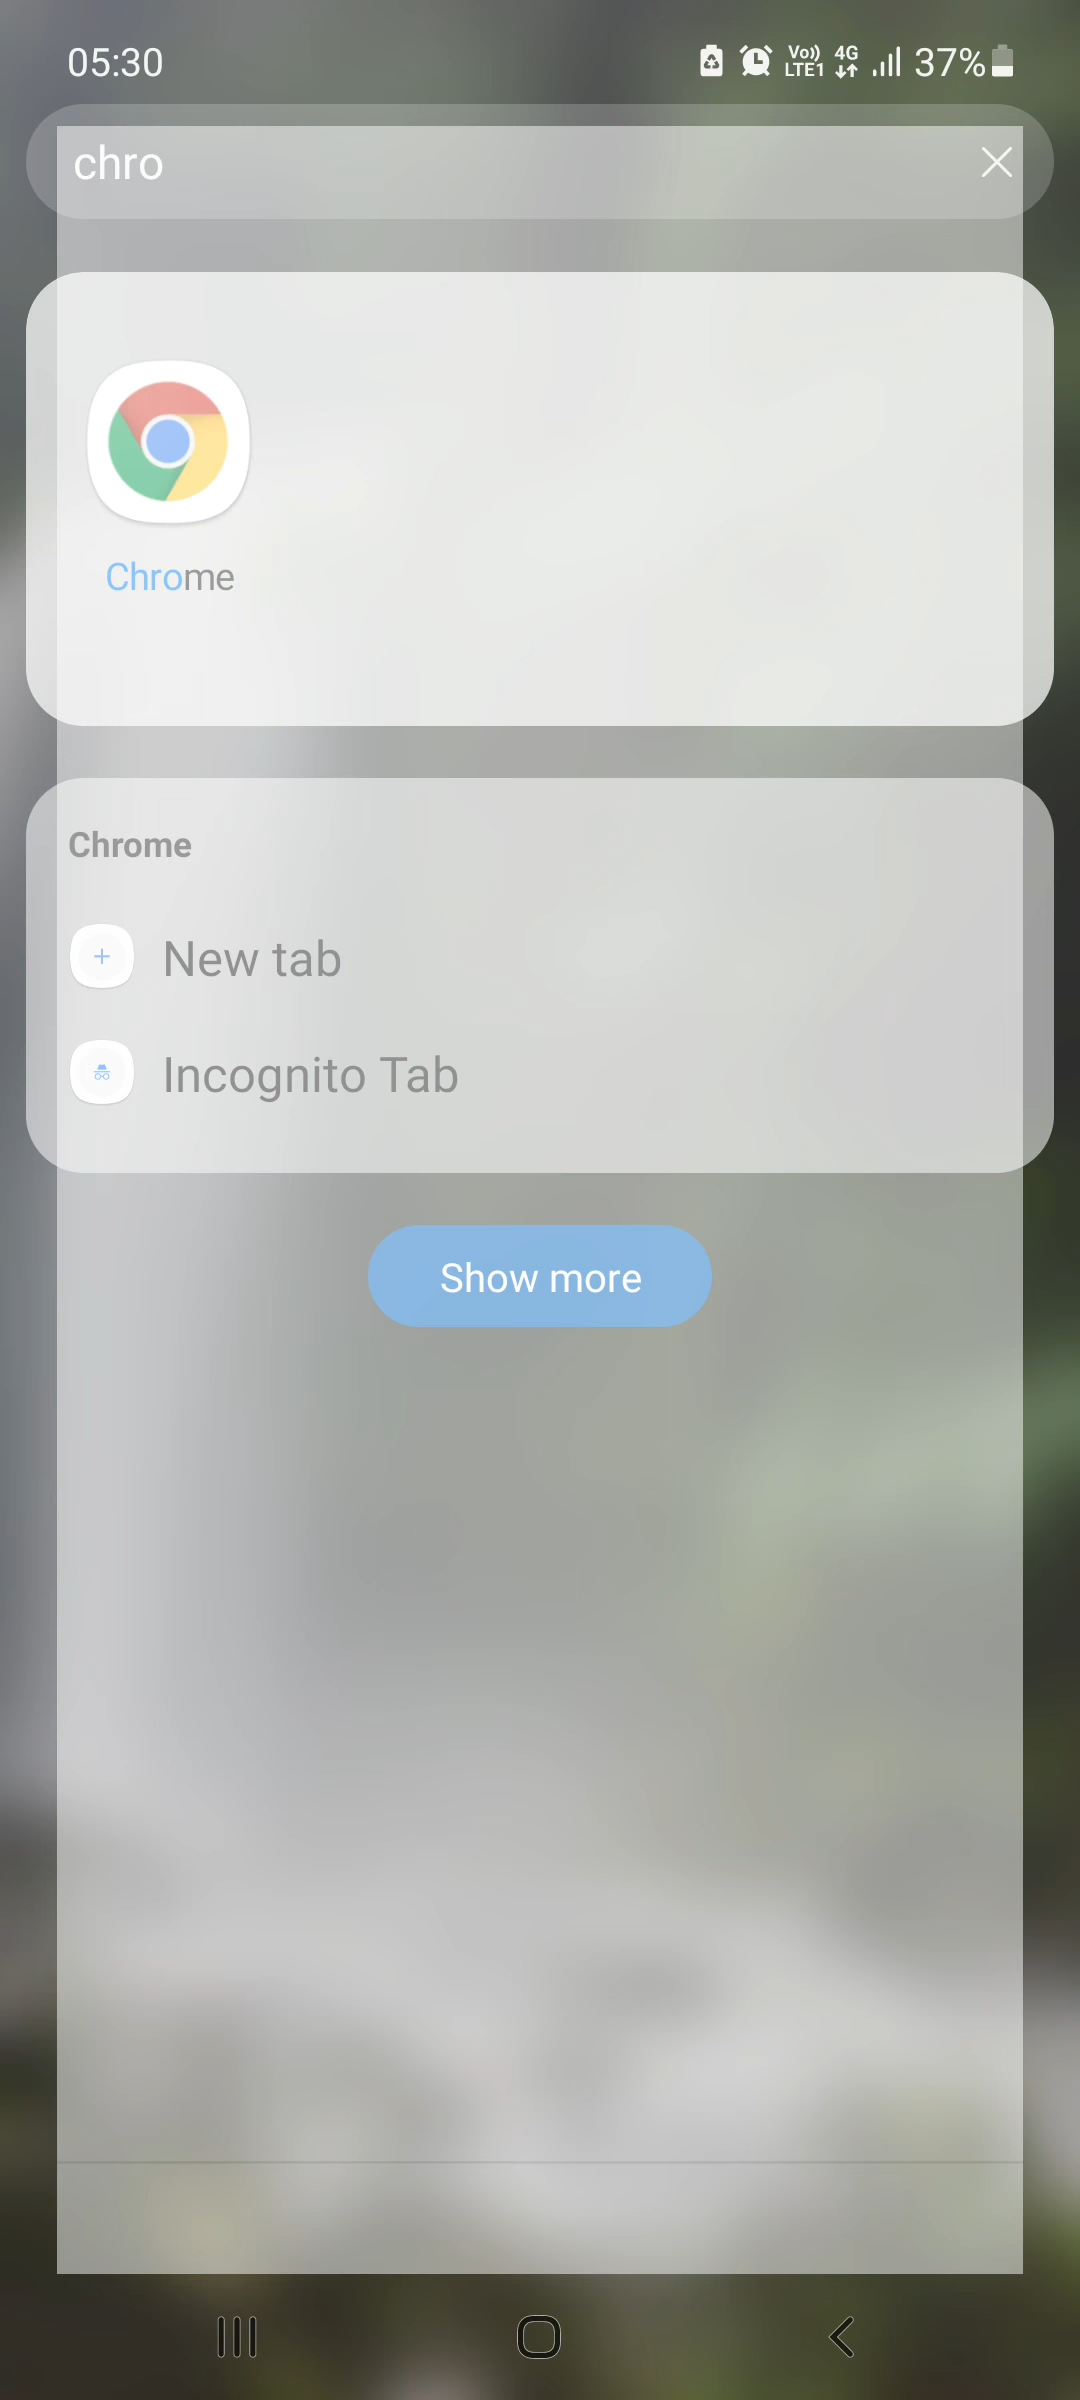 05:30 Vo)) LTE1 4G 37%
chro
Chrome
Chrome
New tab
Incognito Tab
Show more